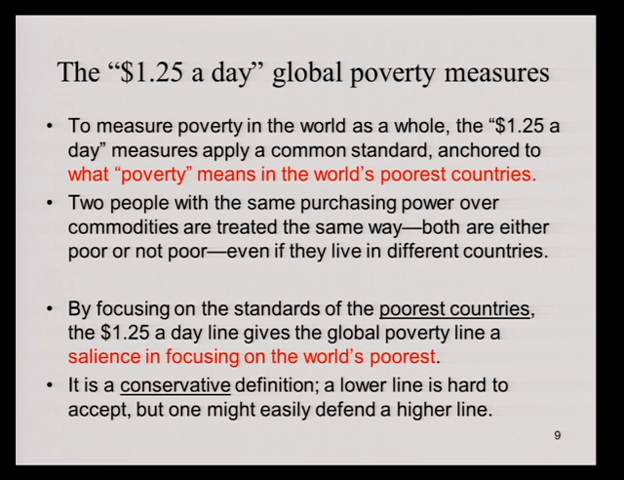 The “$1.25 a day” global poverty measures
• To measure poverty in the world as a whole, the “$1.25 a
day” measures apply a common standard, anchored to
what “poverty” means in the world’s poorest countries.
• Two people with the same purchasing power over
commodities are treated the same way—both are either
poor or not poor—even if they live in different countries.
• By focusing on the standards of the poorest countries,
the $1.25 a day line gives the global poverty line a
salience in focusing on the world’s poorest.
• It is a conservative definition; a lower line is hard to
accept, but one might easily defend a higher line.
9